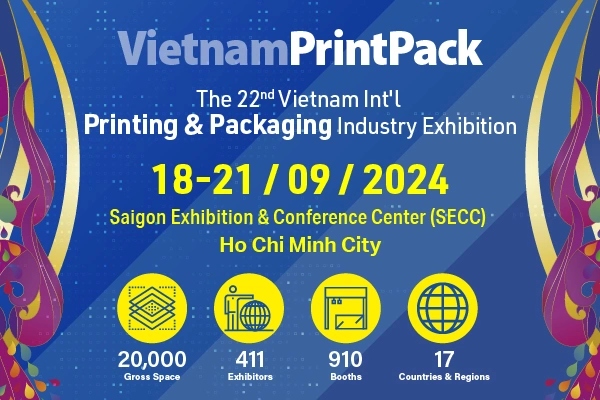 VietnamPrintPack
The 22nd Vietnam Int'l
Printing & Packaging Industry Exhibition
18-21 / 09 / 2024
Saigon Exhibition & Conference Center (SECC)
Ho Chi Minh City
20,000 411 910 17
Gross Space Exhibitors Booths Countries & Regions